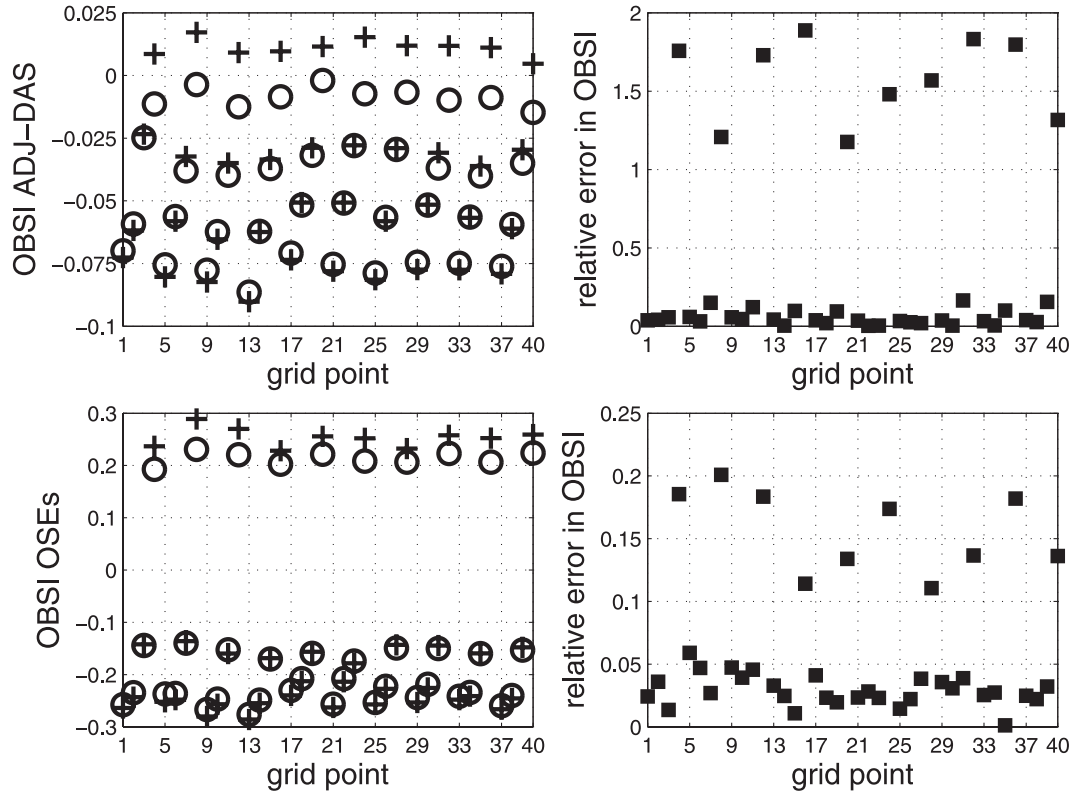 OBSI ADJ−DAS
0.025
0
−0.025
−0.05
−0.075
−0.1
1 5 9 13 17 21 25 29 33 37 40
grid point
relative error in OBSI
2
1.5
1
0.5
0
1 5 9 13 17 21 25 29 33 37 40
grid point
OBSI OSEs
0.3
0.2
0.1
0
−0.1
−0.2
−0.3
1 5 9 13 17 21 25 29 33 37 40
grid point
relative error in OBSI
0.25
0.2
0.15
0.1
0.05
0
1 5 9 13 17 21 25 29 33 37 40
grid point